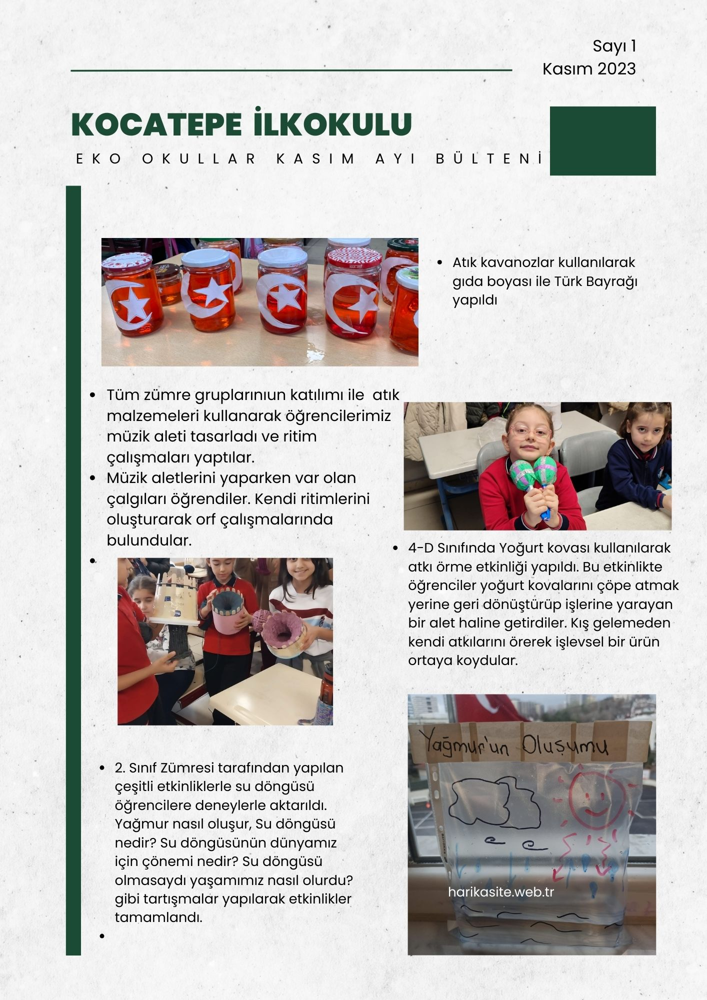 Sayı 1
Kasım 2023
KOCATEPE İLKOKULU
EKO OKULLAR KASIM AYI BÜLTENİ
• Atık kavanozlar kullanılarak
gıda boyası ile Türk Bayrağı
yapıldı
• Tüm zümre gruplarınıun katılımı ile atık
malzemeleri kullanarak öğrencilerimiz
müzik aleti tasarladı ve ritim
çalışmaları yaptılar.
• Müzik aletlerini yaparken var olan
çalgıları öğrendiler. Kendi ritimlerini
oluşturarak orf çalışmalarında
bulundular.
•
• 4-D Sınıfında Yoğurt kovası kullanılarak
atkı örme etkinliği yapıldı. Bu etkinlikte
öğrenciler yoğurt kovalarını çöpe atmak
yerine geri dönüştürüp işlerine yarayan
bir alet haline getirdiler. Kış gelemeden
kendi atkılarını örerek işlevsel bir ürün
ortaya koydular.
• 2. Sınıf Zümresi tarafından yapılan
çeşitli etkinliklerle su döngüsü
öğrencilere deneylerle aktarıldı.
Yağmur nasıl oluşur, Su döngüsü
nedir? Su döngüsünün dünyamız
için çönemi nedir? Su döngüsü
olmasaydı yaşamımız nasıl olurdu?
gibi tartışmalar yapılarak etkinlikler
tamamlandı.
•
Yağmur'un Oluşumu
harikasite.web.tr